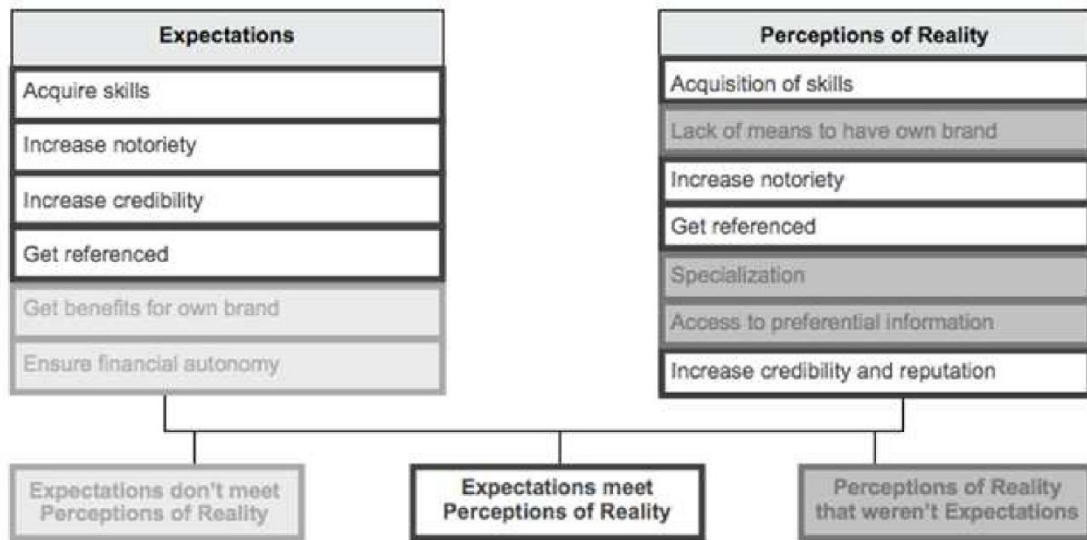 Expectations
Acquire skills
Increase notoriety
Increase credibility
Get referenced
Get benefits for own brand
Ensure financial autonomy
Perceptions of Reality
Acquisition of skills
Lack of means to have own brand
Increase notoriety
Get referenced
Specialization
Access to preferential information
Increase credibility and reputation
Expectations don't meet
Perceptions of Reality
Expectations meet
Perceptions of Reality
Perceptions of Reality
that weren't Expectations